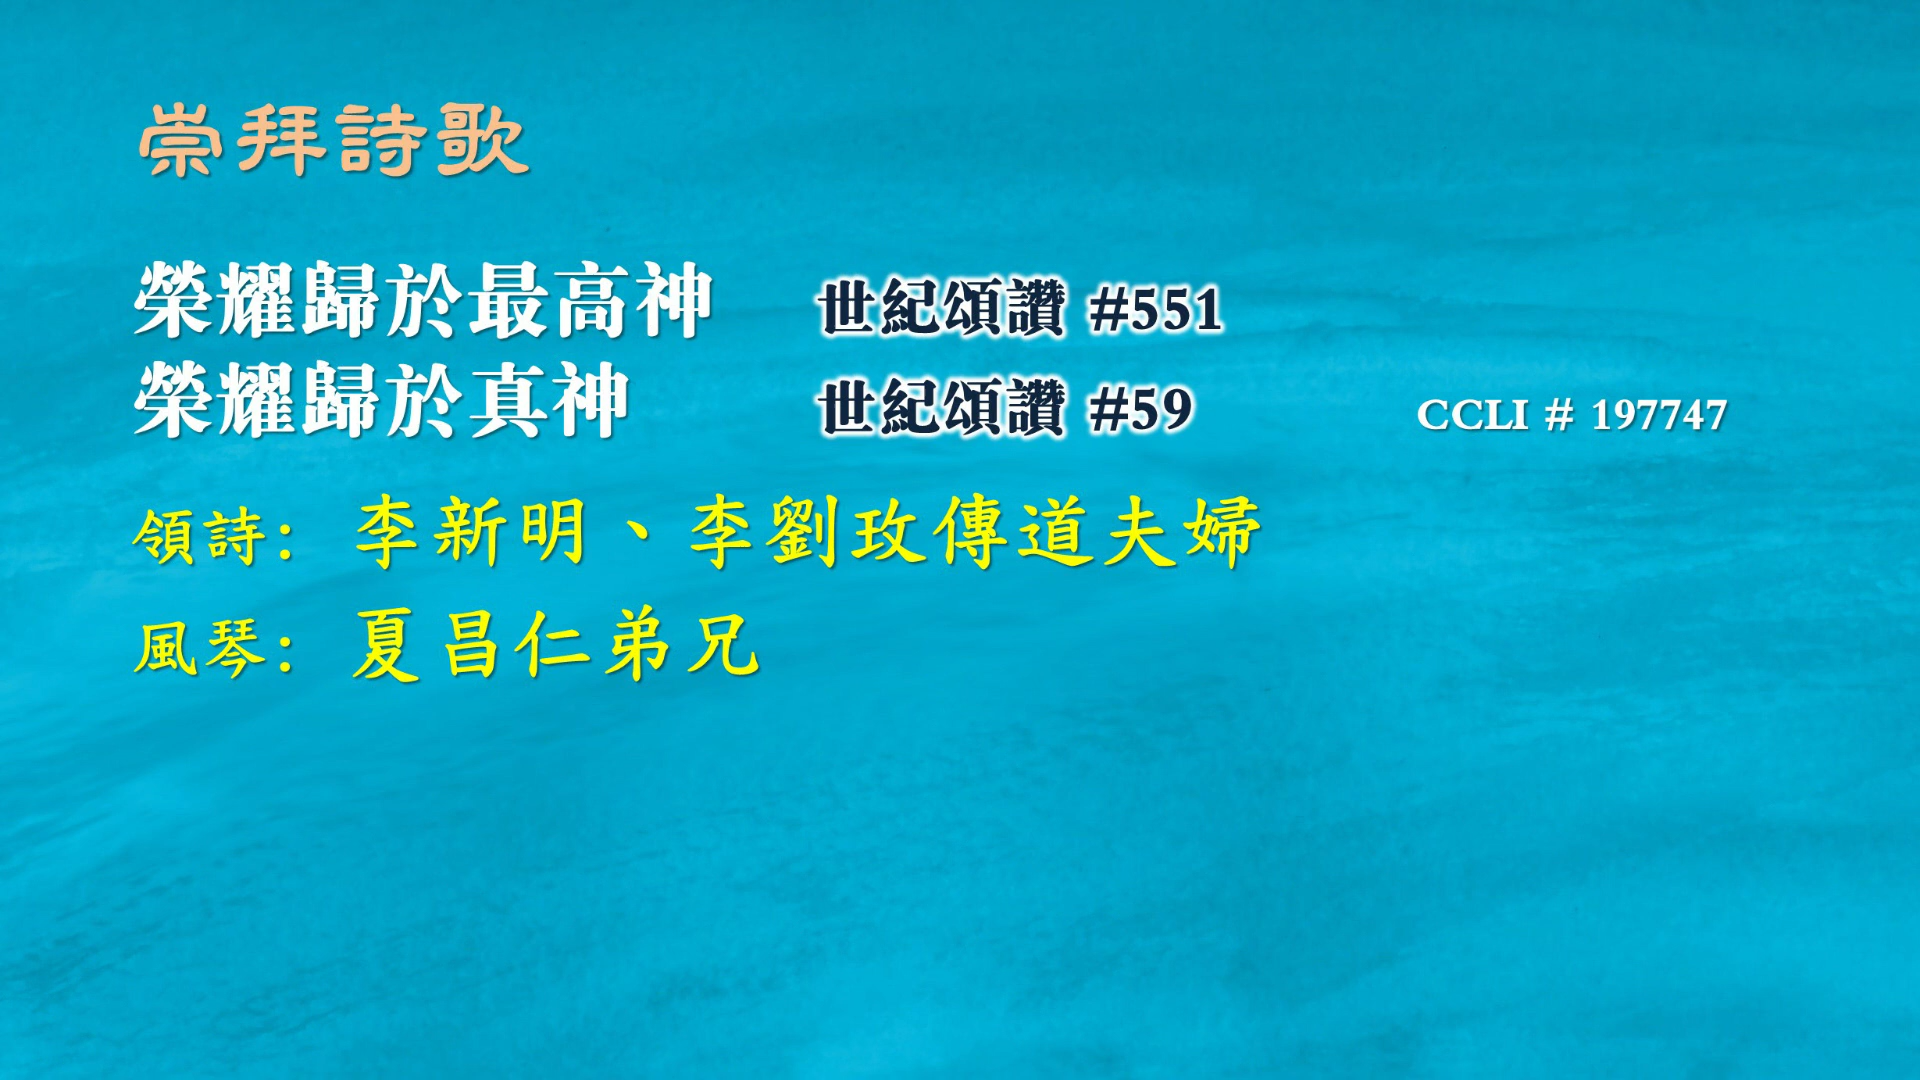 崇拜詩歌
榮耀歸於最高神 世紀頌讚 #551
榮耀歸於真神 世紀頌讚 #59 CCLI # 197747
領詩: 李新明、李劉玫傳道夫婦
風琴: 夏昌仁弟兄